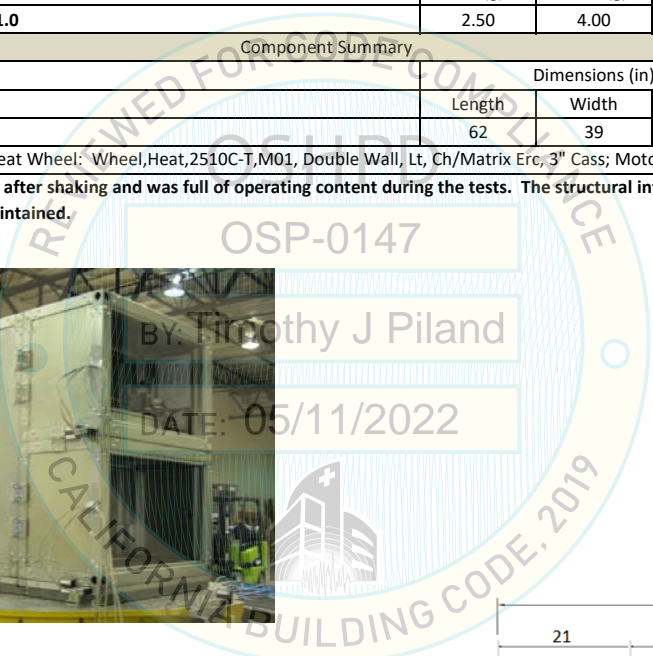 1.0 2.50 4.00
Component Summary
Dimensions (in)
Length Width
62 39
eat Wheel: Wheel,Heat,2510C-T,M01, Double Wall, Lt, Ch/Matrix Erc, 3" Cass; Moto
after shaking and was full of operating content during the tests. The structural in
intained.
REVIEWED FOR CODE COMPLIANCE
OSHPD
OSP-0147
BY: Timothy J Piland
DATE: 05/11/2022
CALIFORNIA BUILDING CODE, 2019
21